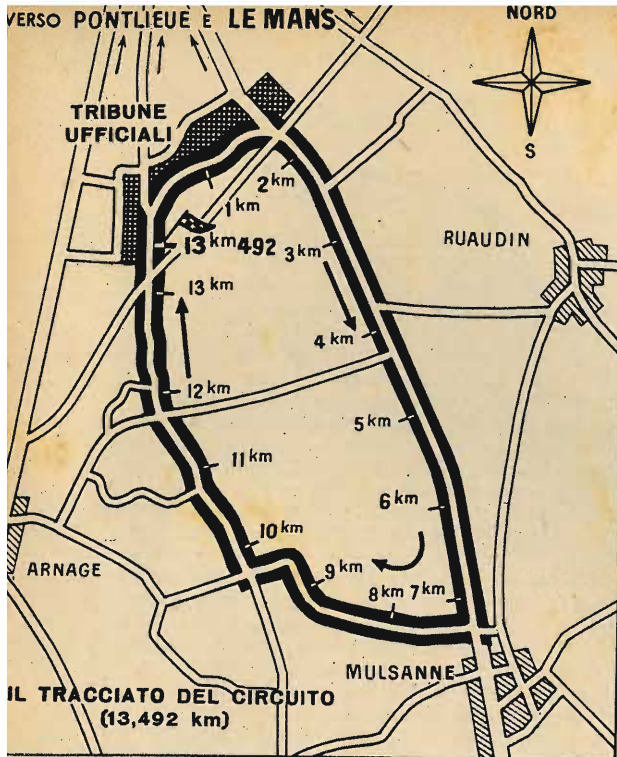 VERSO PONTLIEUE E LE MANS
NORD
S
TRIBUNE
UFFICIALI
1 km
2 km
3 km
RUAUDIN
13 km 492
13 km
4 km
12 km
5 km
11 km
6 km
10 km
9 km
8 km
7 km
ARNAGE
MULSANNE
IL TRACCIATO DEL CIRCUITO
(13,492 km)